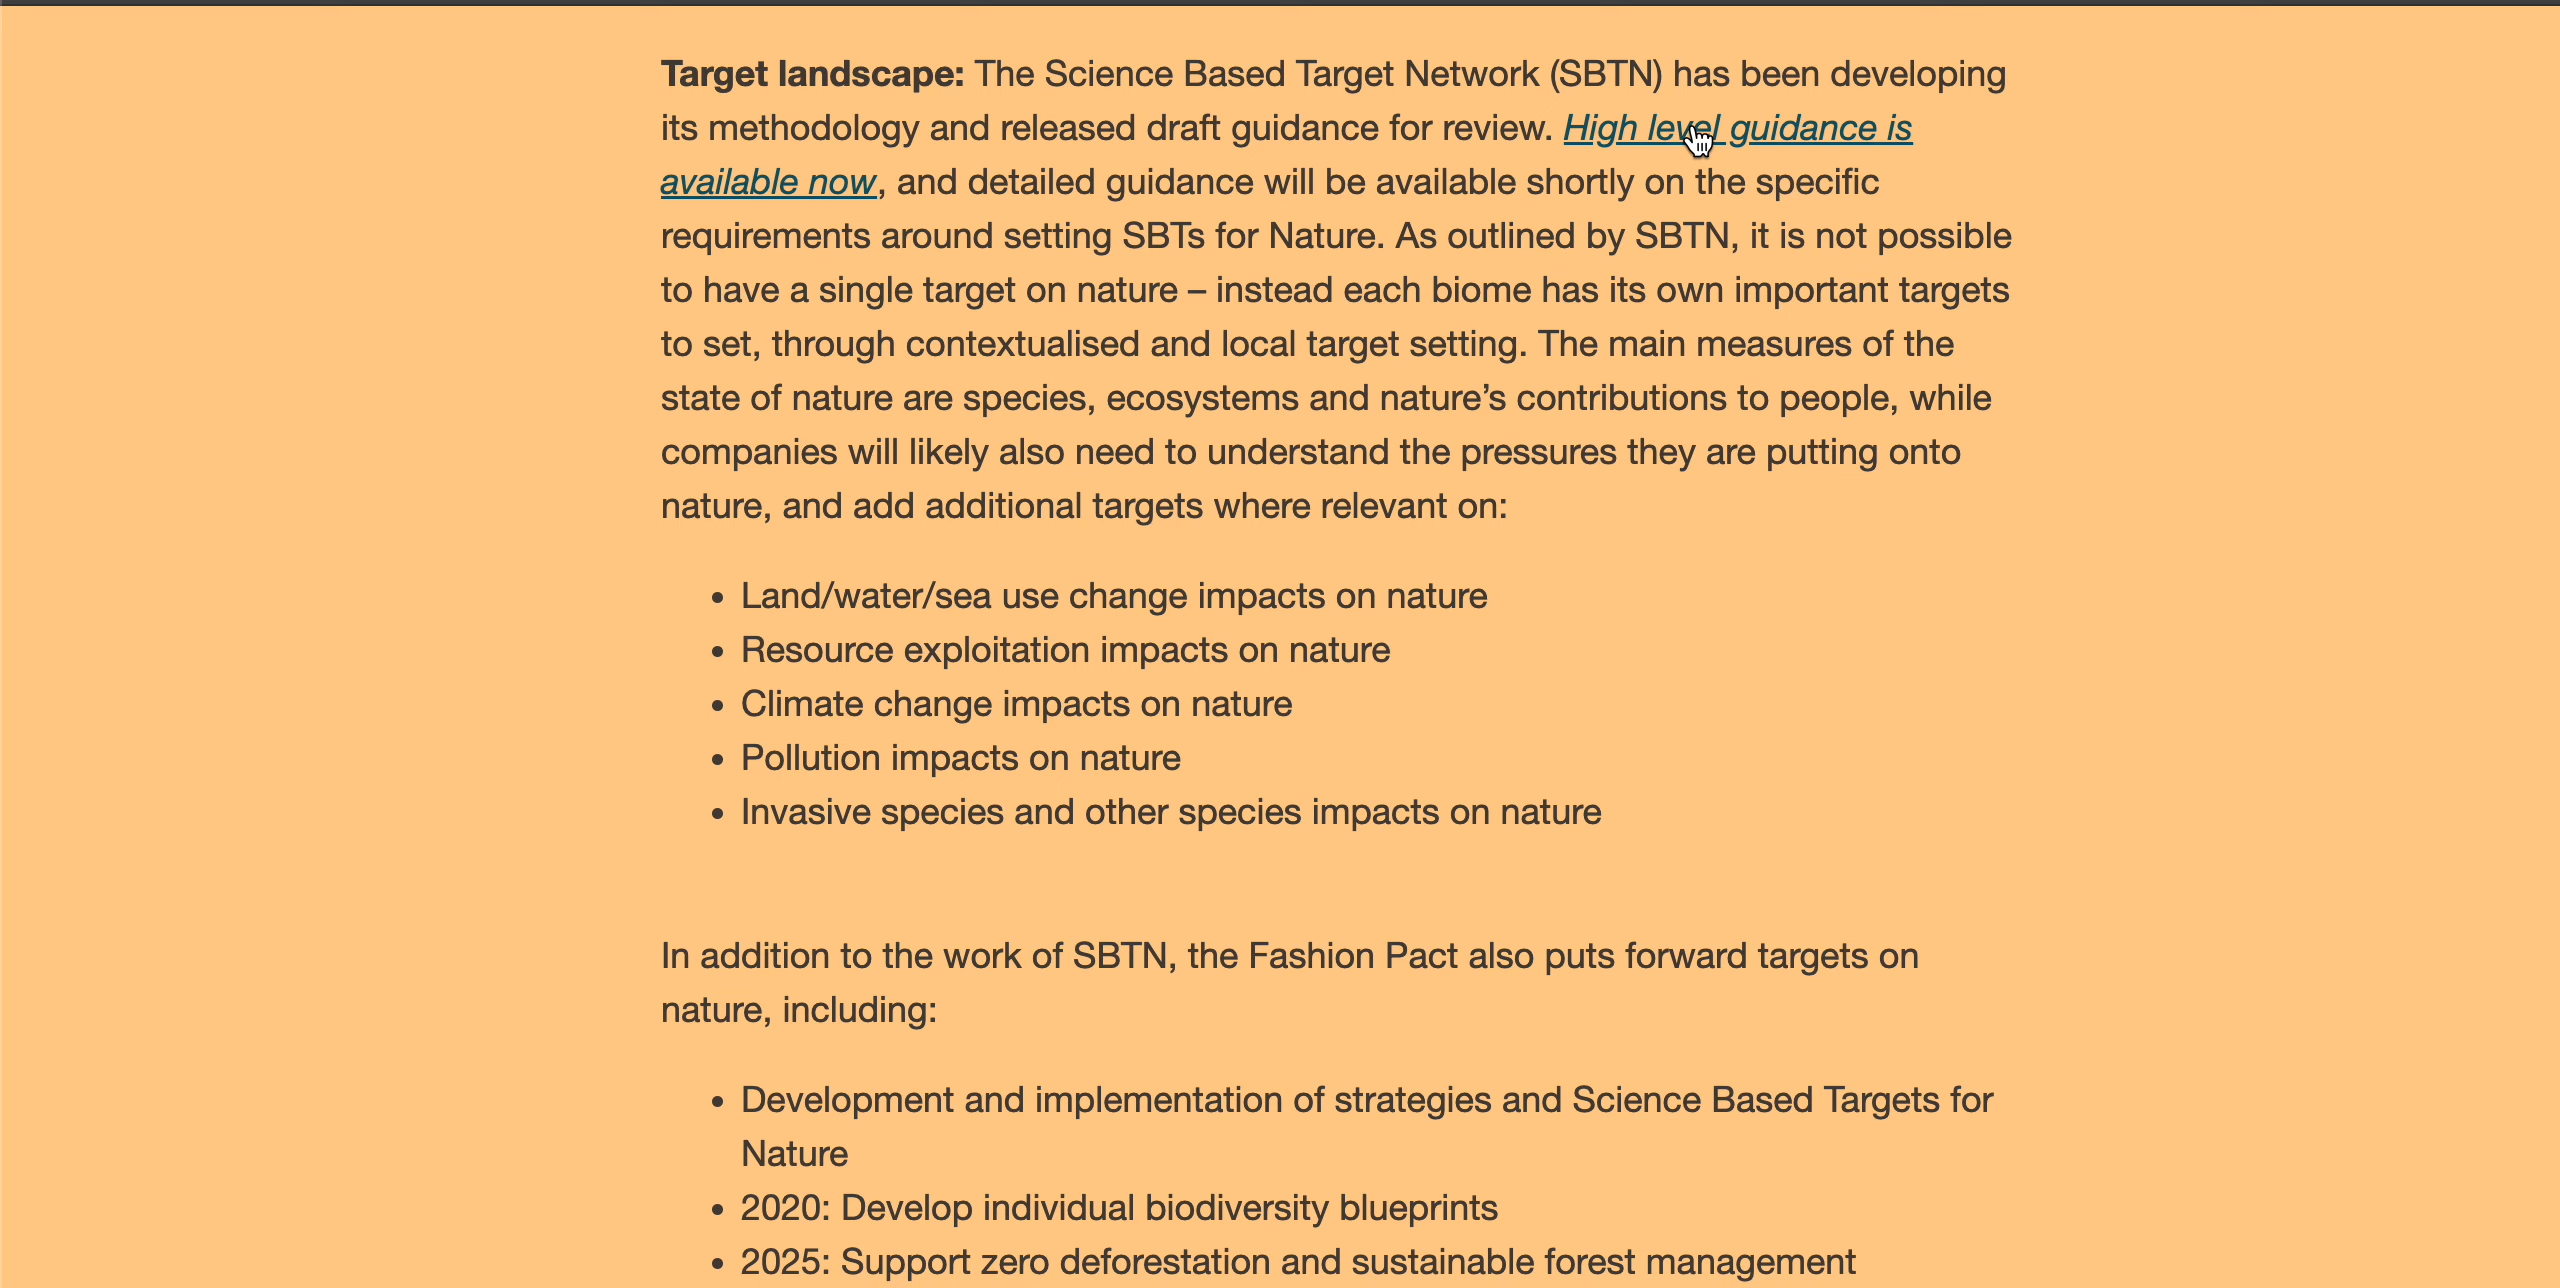 Target landscape: The Science Based Target Network (SBTN) has been developing
its methodology and released draft guidance for review. High level guidance is
available now, and detailed guidance will be available shortly on the specific
requirements around setting SBTs for Nature. As outlined by SBTN, it is not possible
to have a single target on nature – instead each biome has its own important targets
to set, through contextualised and local target setting. The main measures of the
state of nature are species, ecosystems and nature’s contributions to people, while
companies will likely also need to understand the pressures they are putting onto
nature, and add additional targets where relevant on:
• Land/water/sea use change impacts on nature
• Resource exploitation impacts on nature
• Climate change impacts on nature
• Pollution impacts on nature
• Invasive species and other species impacts on nature
In addition to the work of SBTN, the Fashion Pact also puts forward targets on
nature, including:
• Development and implementation of strategies and Science Based Targets for
Nature
• 2020: Develop individual biodiversity blueprints
• 2025: Support zero deforestation and sustainable forest management